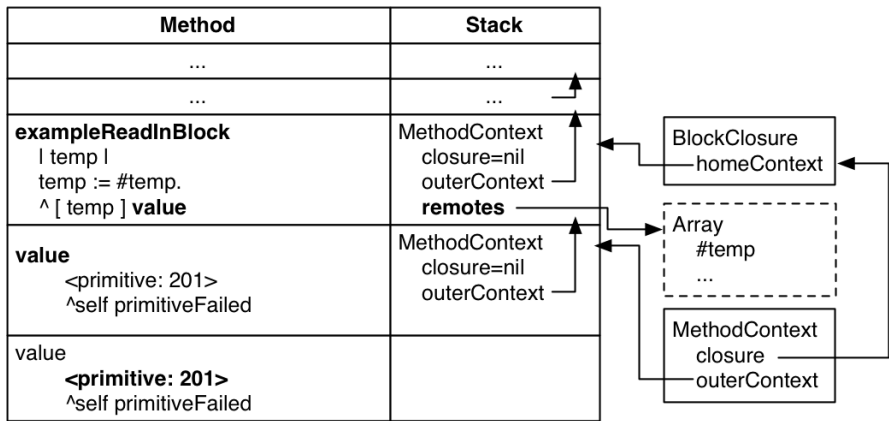 Method
Stack
...
...
...
...
exampleReadInBlock
| temp |
temp := #temp.
^ [ temp ] value
MethodContext
closure=nil
outerContext
remotes
value
<primitive: 201>
^self primitiveFailed
MethodContext
closure=nil
outerContext
value
<primitive: 201>
^self primitiveFailed
BlockClosure
homeContext
Array
#temp
...
MethodContext
closure
outerContext